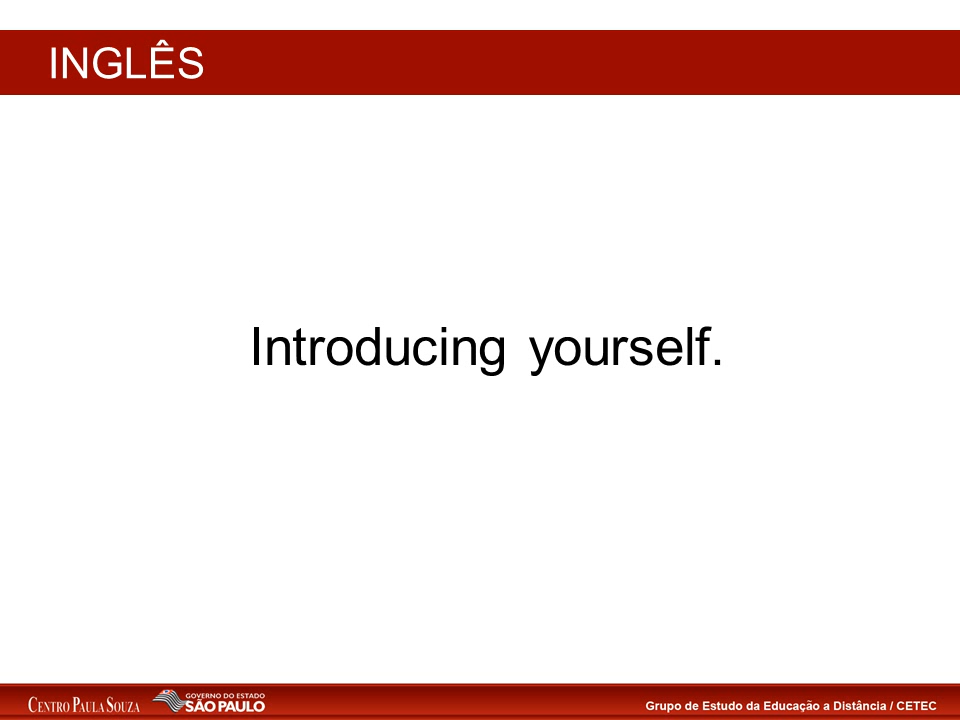 INGLÊS
Introducing yourself.
CENTRO PAULA SOUZA
GOVERNO DO ESTADO
SÃO PAULO
Grupo de Estudo da Educação a Distância / CETEC